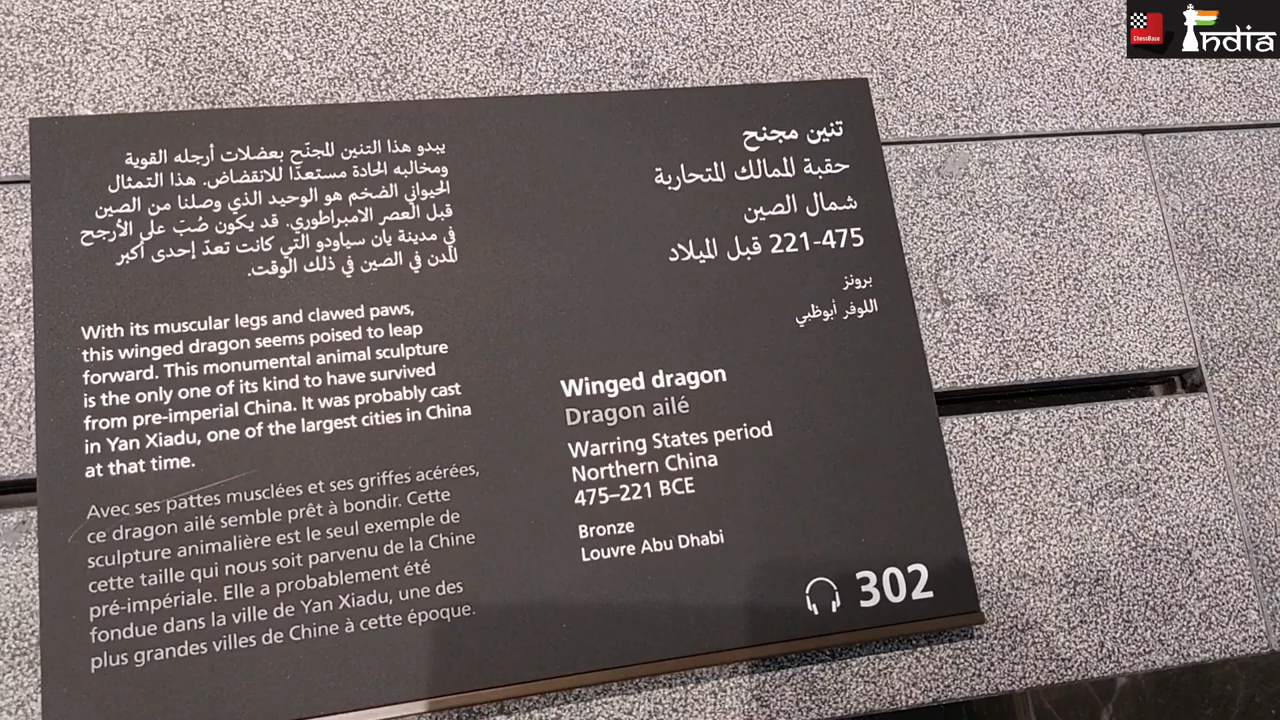 ChessBase
India
تنين مجنح
حقبة الممالك المتحاربة
شمال الصين
221-475 قبل الميلاد
برونز
اللوفر أبوظبي
يبدو هذا التنين المجنّح بعضلات أرجله القوية
ومخالبه الحادة مستعدًا للانقضاض. هذا التمثال
الحيواني الضخم هو الوحيد الذي وصلنا من الصين
قبل العصر الامبراطوري. قد يكون صُبّ على الأرجح
في مدينة يان سياودو التي كانت تعدّ إحدى أكبر
المدن في الصين في ذلك الوقت.
With its muscular legs and clawed paws,
this winged dragon seems poised to leap
forward. This monumental animal sculpture
is the only one of its kind to have survived
from pre-imperial China. It was probably cast
in Yan Xiadu, one of the largest cities in China
at that time.
Avec ses pattes musclées et ses griffes acérées,
ce dragon ailé semble prêt à bondir. Cette
sculpture animalière est le seul exemple de
cette taille qui nous soit parvenu de la Chine
pré-impériale. Elle a probablement été
fondue dans la ville de Yan Xiadu, une des
plus grandes villes de Chine à cette époque.
Winged dragon
Dragon ailé
Warring States period
Northern China
475–221 BCE
Bronze
Louvre Abu Dhabi
302